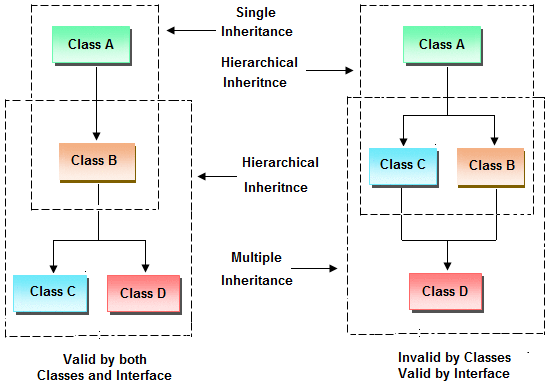 Single
Inheritance
Class A
Class A
Hierarchical
Inheritnce
Class B
Class C
Class B
Hierarchical
Inheritnce
Multiple
Inheritance
Class C
Class D
Class D
Valid by both
Classes and Interface
Invalid by Classes
Valid by Interface